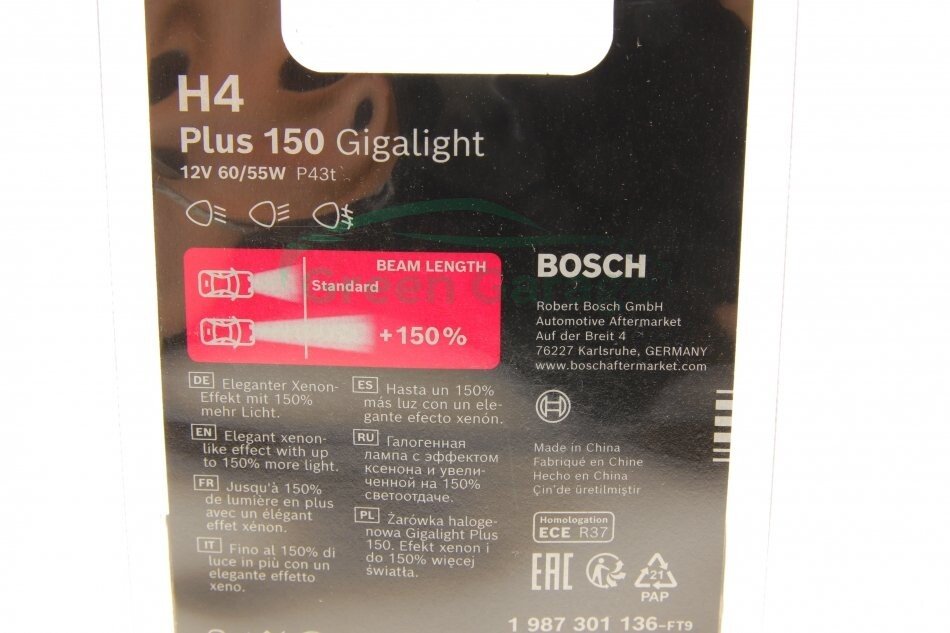 H4
Plus 150 Gigalight
12V 60/55W P43t
BEAM LENGTH
Standard
+150%
DE Eleganter Xenon-
Effekt mit 150%
mehr Licht.
EN Elegant xenon-
like effect with up
to 150% more light.
FR Jusqu'à 150%
de lumière en plus
avec un élégant
effet xénon.
IT Fino al 150% di
luce in più con un
elegante effetto
xeno.
ES Hasta un 150%
más luz con un ele-
gante efecto xenón.
RU Галогенная
лампа с эффектом
ксенона и увели-
ченной на 150%
светоотдаче.
PL Żarówka haloge-
nowa Gigalight Plus
150. Efekt xenon i
do 150% więcej
światła.
BOSCH
Robert Bosch GmbH
Automotive Aftermarket
Auf der Breit 4
76227 Karlsruhe, GERMANY
www.boschaftermarket.com
Made in China
Fabriqué en Chine
Hecho en China
Çin'de üretilmiştir
Homologation
ECE R37
EAC
21
PAP
1 987 301 136-FT9